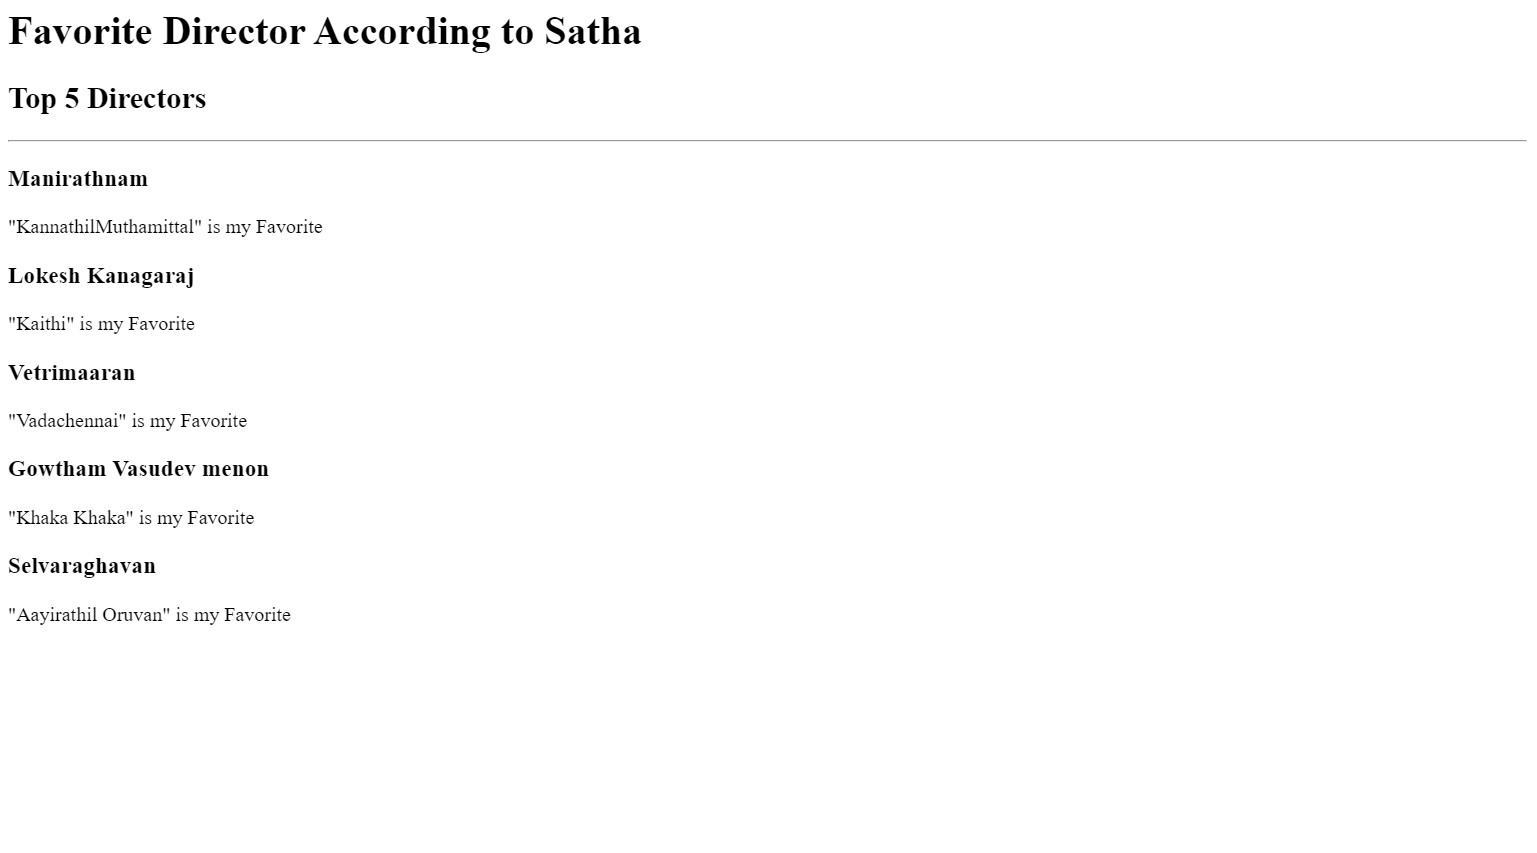 Favorite Director According to Satha
Top 5 Directors
Manirathnam
"KannathilMuthamittal" is my Favorite
Lokesh Kanagaraj
"Kaithi" is my Favorite
Vetrimaaran
"Vadachennai" is my Favorite
Gowtham Vasudev menon
"Khaka Khaka" is my Favorite
Selvaraghavan
"Aayirathil Oruvan" is my Favorite